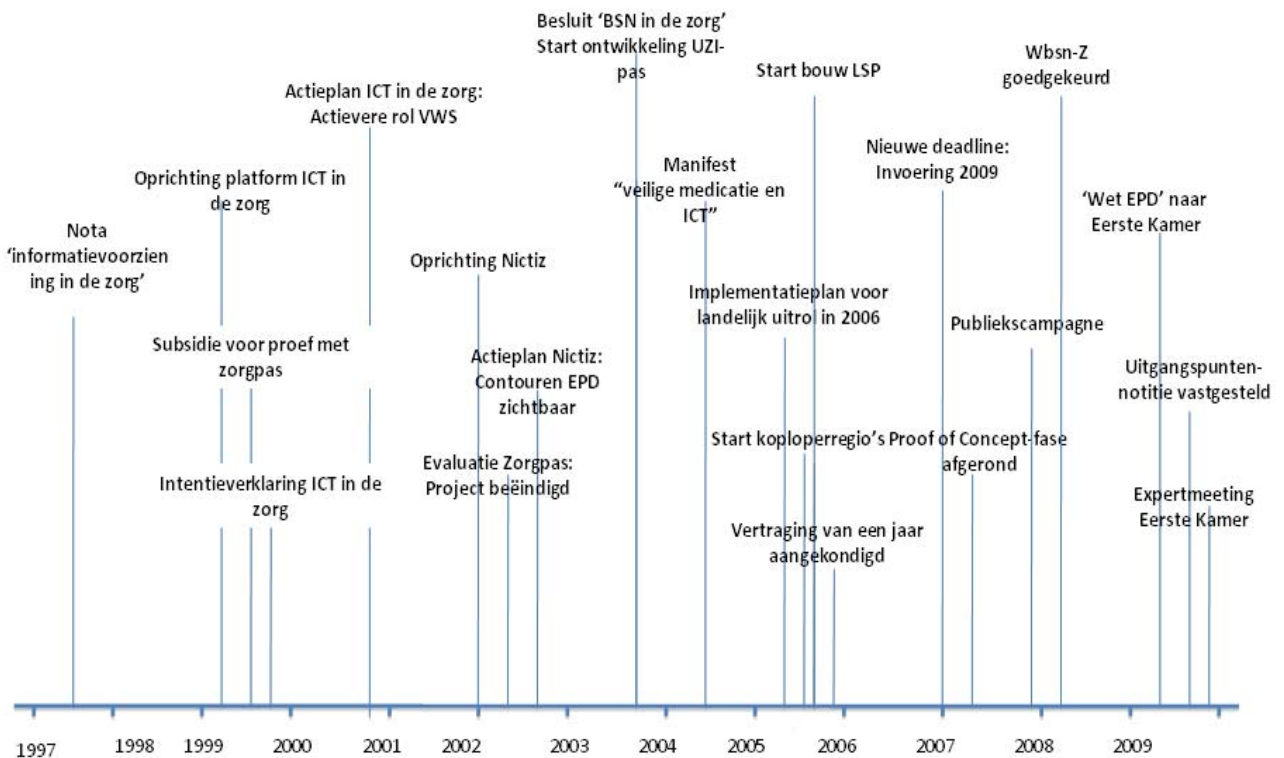 Besluit ‘BSN in de zorg’
Start ontwikkeling UZI-
pas
Wbsn-Z
goedgekeurd
Start bouw LSP
Actieplan ICT in de zorg:
Actievere rol VWS
Nieuwe deadline:
Invoering 2009
Manifest
“veilige medicatie en
ICT”
Oprichting platform ICT in
de zorg
‘Wet EPD’ naar
Eerste Kamer
Nota
‘informatievoorzien
ing in de zorg’
Oprichting Nictiz
Implementatieplan voor
landelijk uitrol in 2006
Publiekscampagne
Subsidie voor proef met
zorgpas
Actieplan Nictiz:
Contouren EPD
zichtbaar
Uitgangspunten-
notitie vastgesteld
Start koploperregio’s
Proof of Concept-fase
afgerond
Evaluatie Zorgpas:
Project beëindigd
Intentieverklaring ICT in de
zorg
Expertmeeting
Eerste Kamer
Vertraging van een jaar
aangekondigd
1997 1998 1999 2000 2001 2002 2003 2004 2005 2006 2007 2008 2009